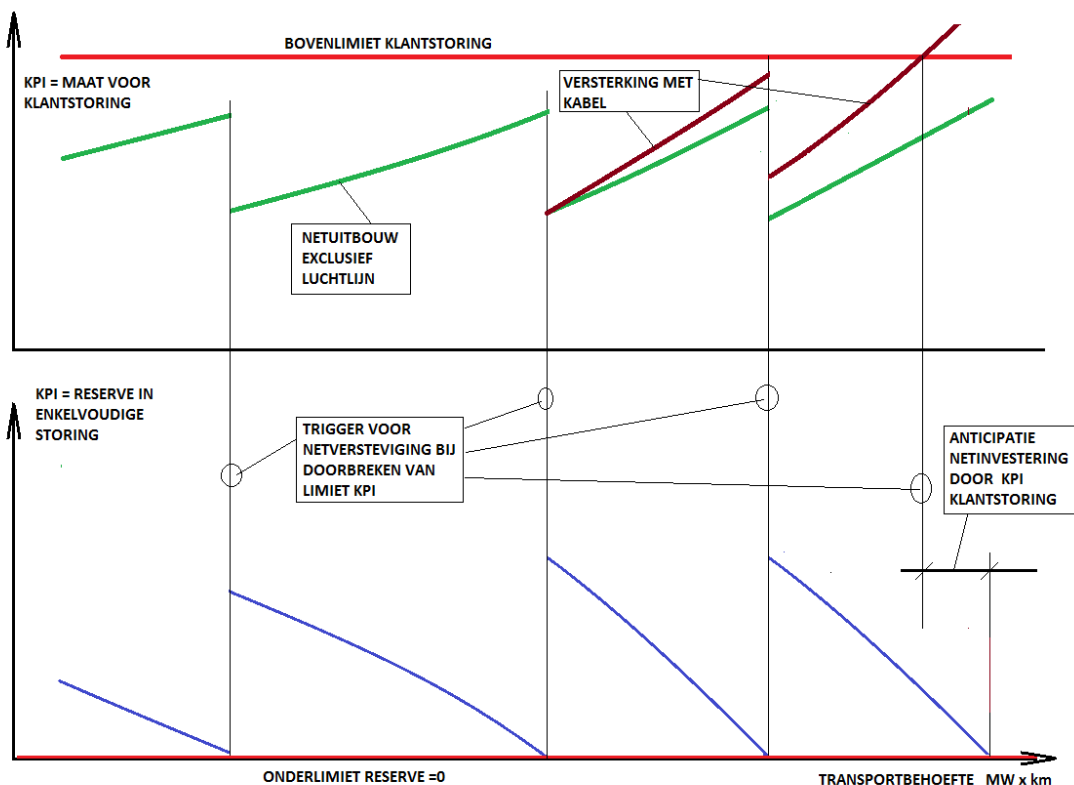 BOVENLIMIET KLANTSTORING
KPI = MAAT VOOR
KLANTSTORING
VERSTERKING MET
KABEL
NETUITBOUW
EXCLUSIEF
LUCHTLIJN
KPI = RESERVE IN
ENKELVOUDIGE
STORING
TRIGGER VOOR
NETVERSTEVIGING BIJ
DOORBREKEN VAN
LIMIET KPI
ANTICIPATIE
NETINVESTERING
DOOR KPI
KLANTSTORING
ONDERLIMIET RESERVE =0
TRANSPORTBEHOEFTE MW x km